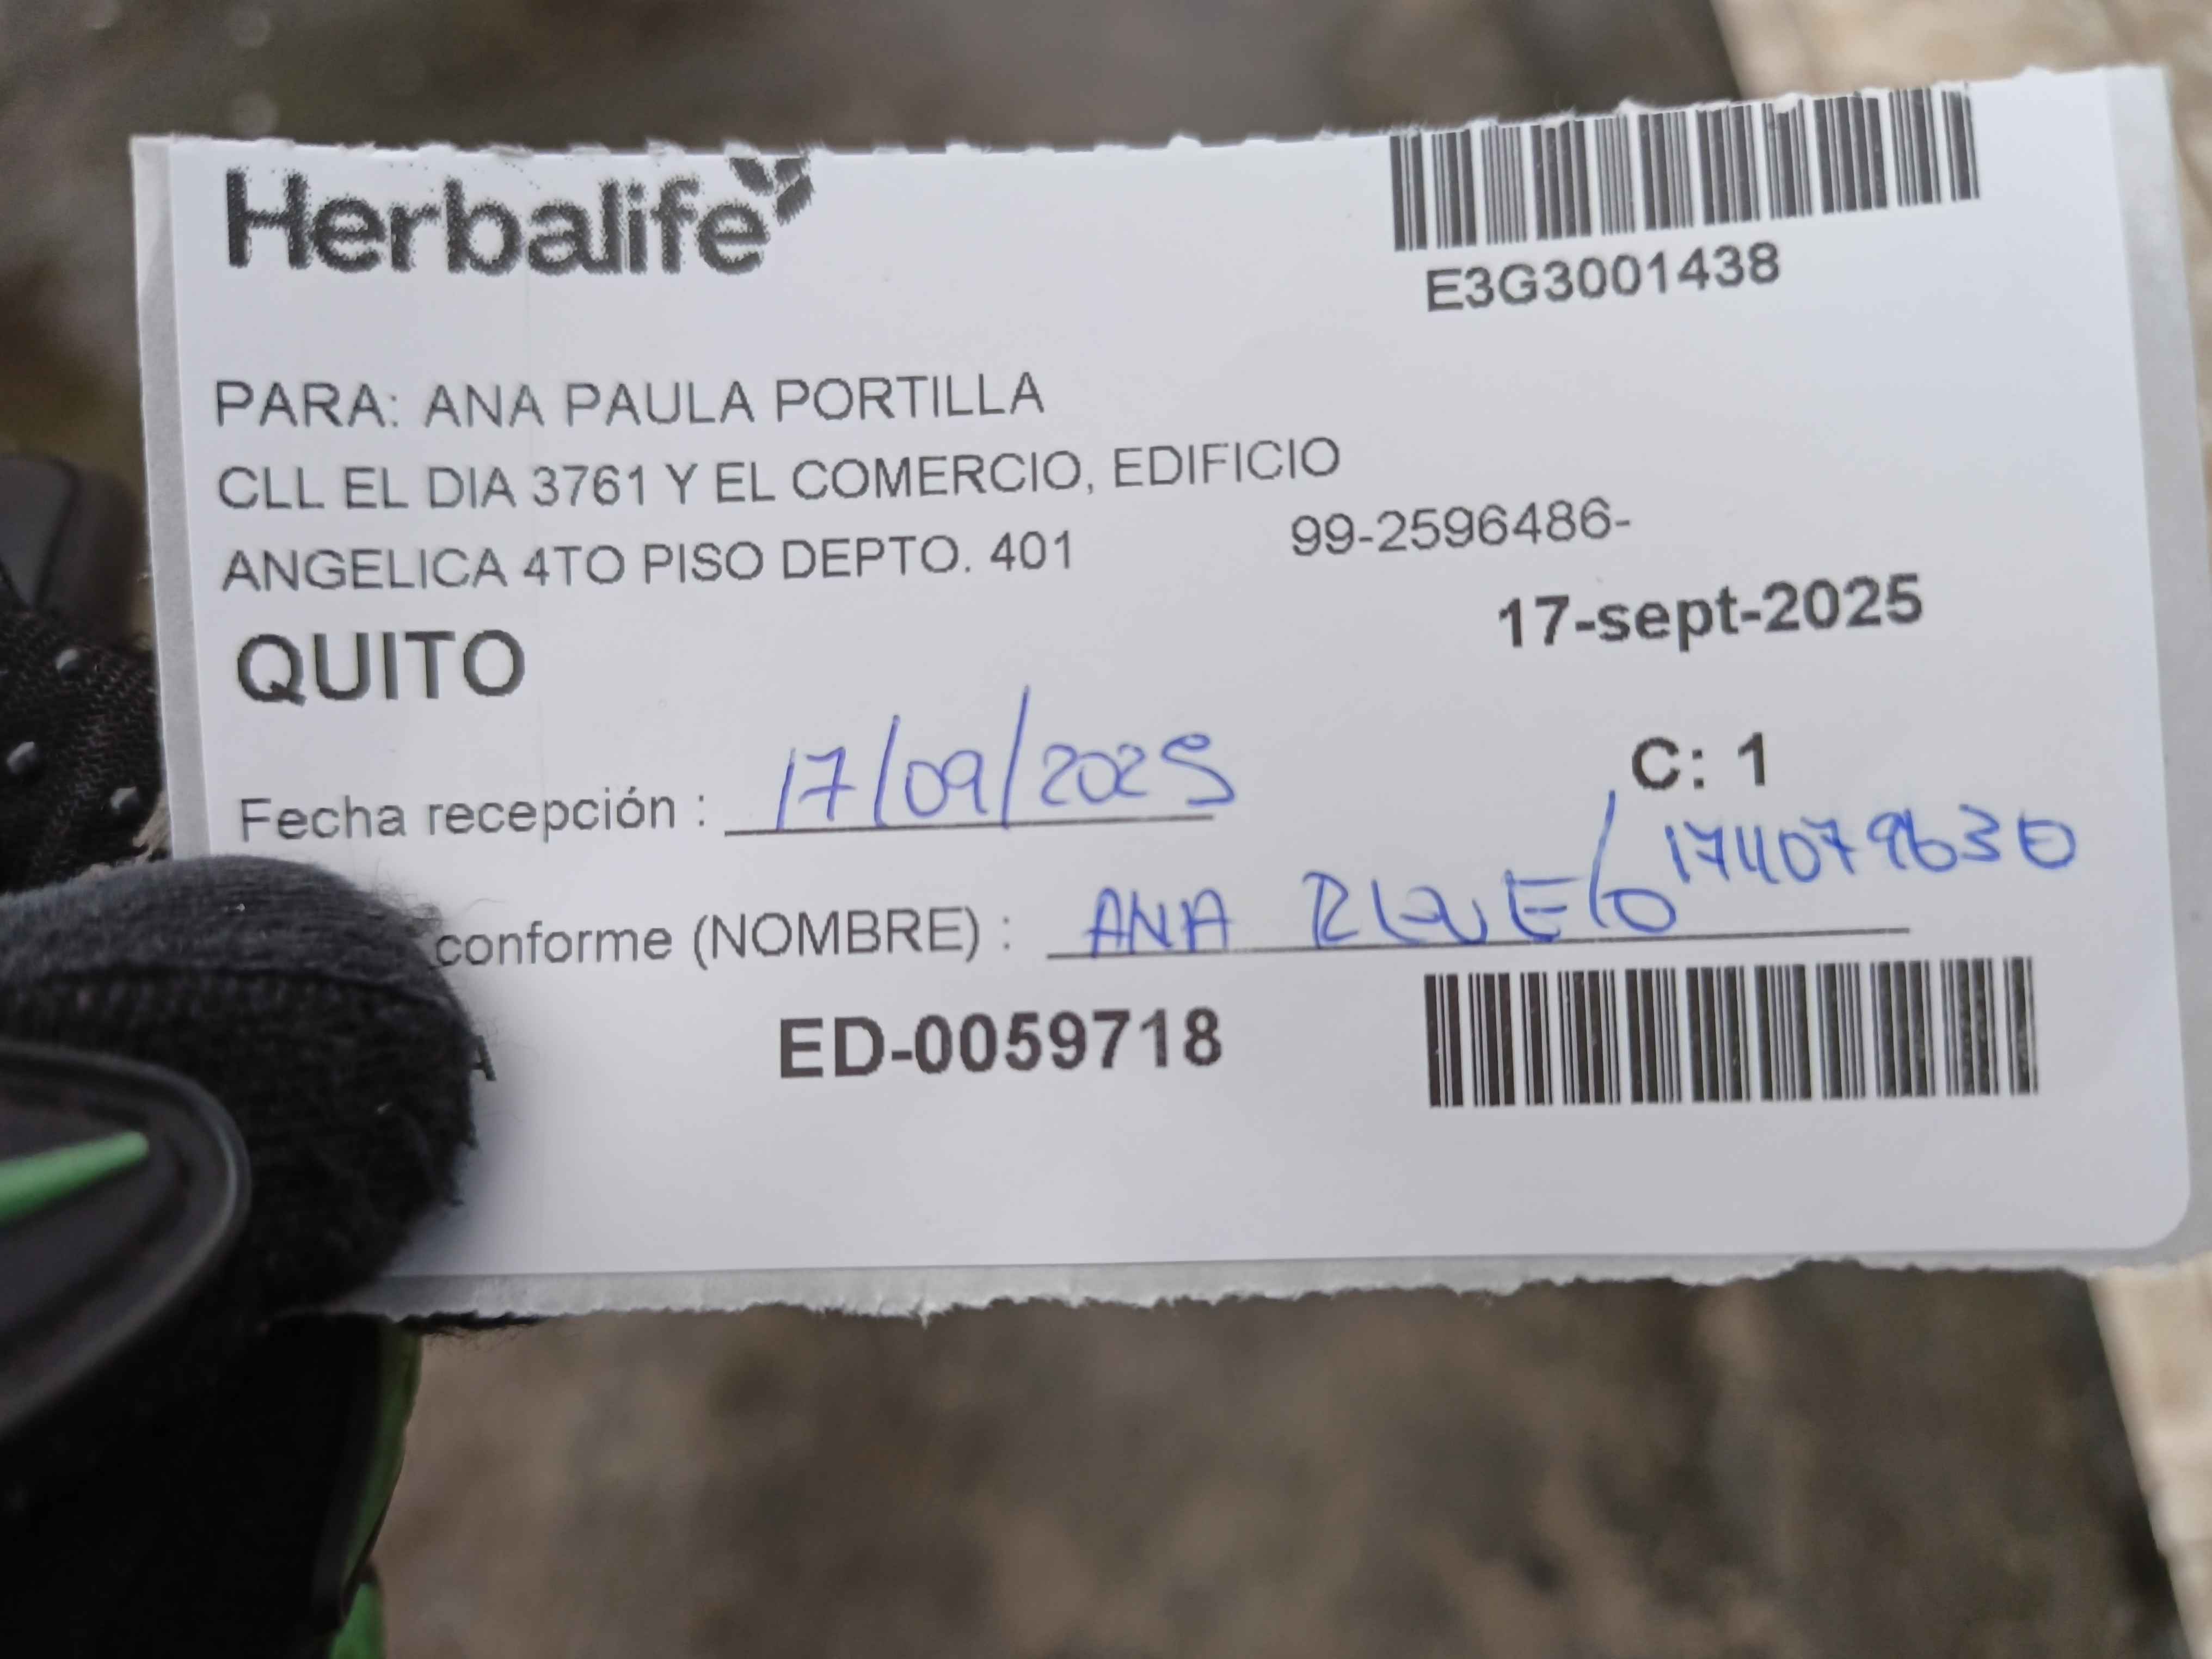 Herbalife
E3G3001438
PARA: ANA PAULA PORTILLA
CLL EL DIA 3761 Y EL COMERCIO, EDIFICIO
ANGELICA 4TO PISO DEPTO. 401 99-2596486-
QUITO 17-sept-2025
C: 1
Fecha recepción : 17/09/2025
conforme (NOMBRE) : ANA
ED-0059718